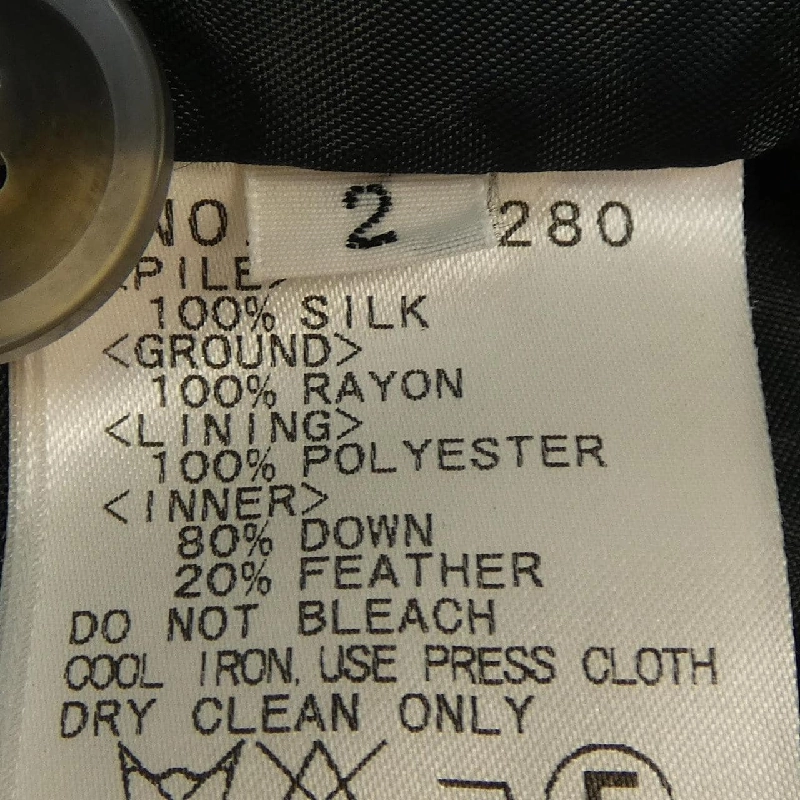 NO. 2 280
<PILE>
100% SILK
<GROUND>
100% RAYON
<LINING>
100% POLYESTER
<INNER>
80% DOWN
20% FEATHER
DO NOT BLEACH
COOL IRON, USE PRESS CLOTH
DRY CLEAN ONLY